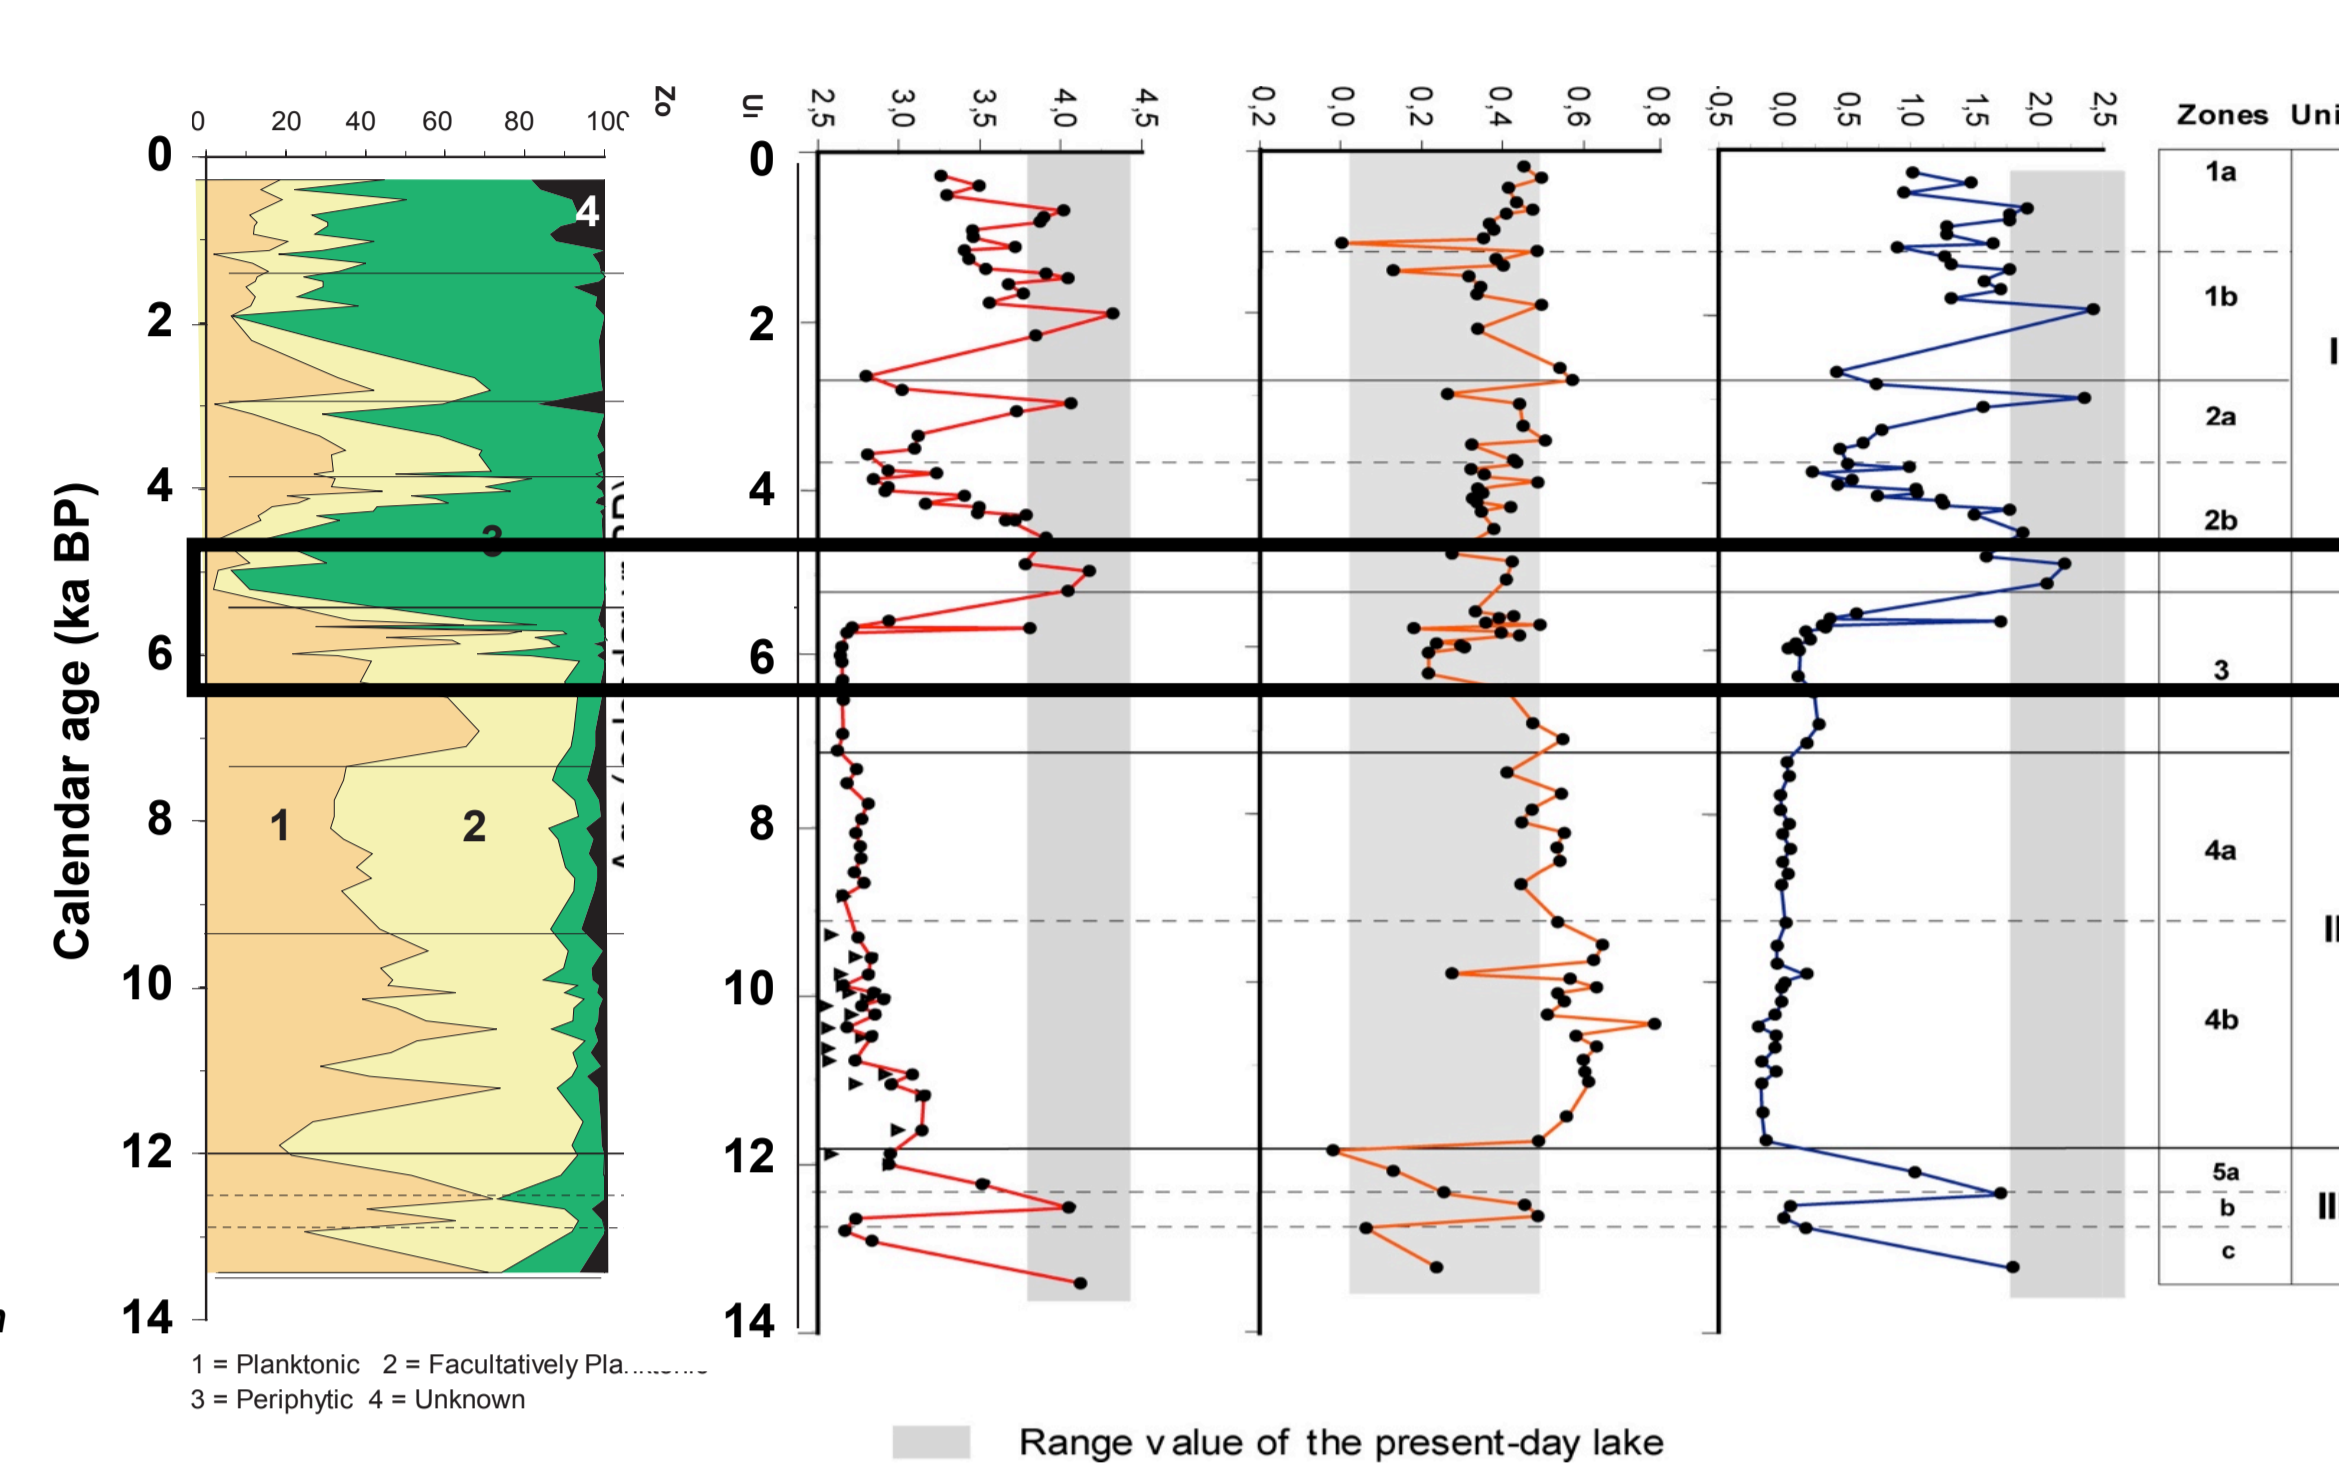 0 20 40 60 80
Zo
2,5 3,0 3,5 4,0 4,5
0,2 0,0 0,2 0,4 0,6 0,8
0,5 0,0 0,5 1,0 1,5 2,0 2,5
Zones Uni
Calendar age (ka BP)
0
2
4
6
8
10
12
14
1
2
3
4
0
2
4
6
8
10
12
14
1a
1b
2a
2b
3
4a
4b
5a
b
c
I
II
III
1 = Planktonic 2 = Facultatively
3 = Periphytic 4 = Unknown
Range value of the present-day lake